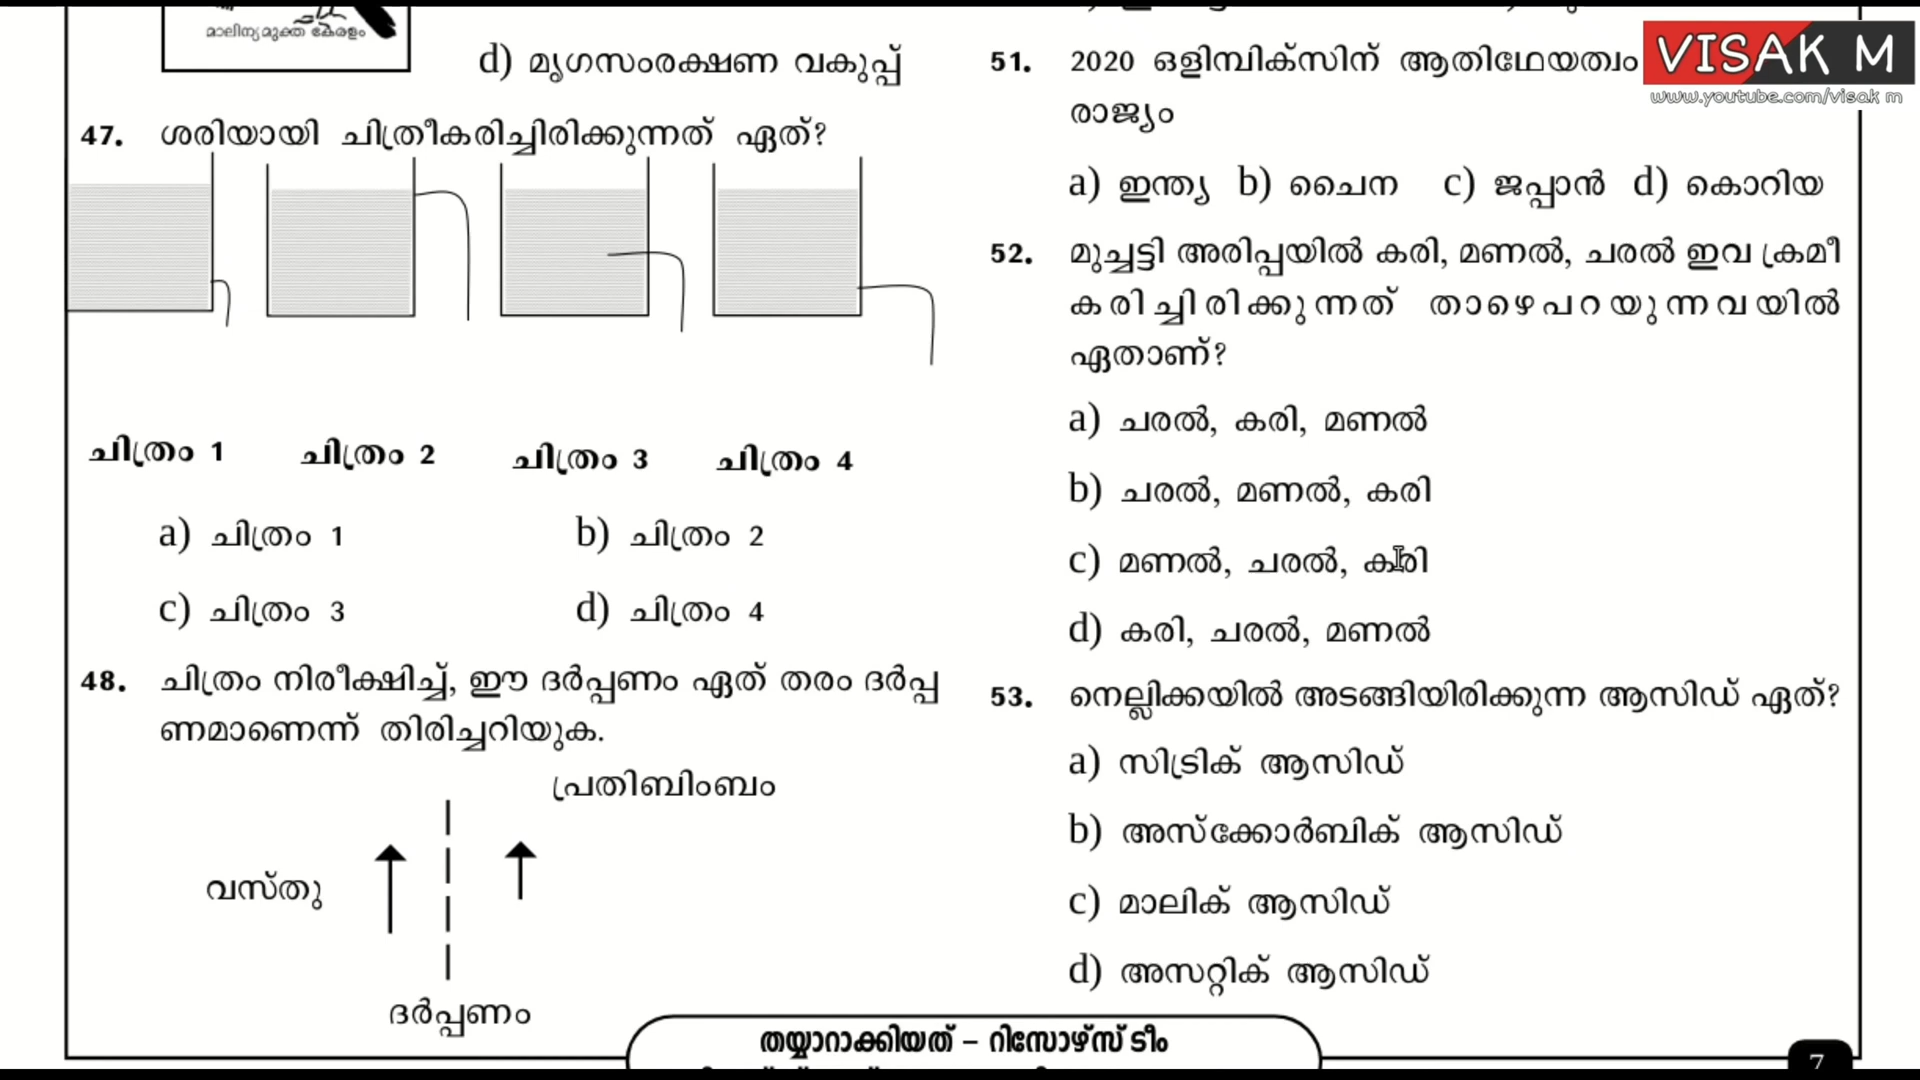 മാലിന്യമുക്ത കേരളം
d) മൃഗസംരക്ഷണ വകുപ്പ്
47. ശരിയായി ചിത്രീകരിച്ചിരിക്കുന്നത് ഏത്?
ചിത്രം 1 ചിത്രം 2 ചിത്രം 3 ചിത്രം 4
a) ചിത്രം 1 b) ചിത്രം 2
c) ചിത്രം 3 d) ചിത്രം 4
48. ചിത്രം നിരീക്ഷിച്ച്, ഈ ദർപ്പണം ഏത് തരം ദർപ്പ
ണമാണെന്ന് തിരിച്ചറിയുക.
പ്രതിബിംബം
വസ്തു
ദർപ്പണം
51. 2020 ഒളിമ്പിക്സിന് ആതിഥേയത്വം
രാജ്യം
a) ഇന്ത്യ b) ചൈന c) ജപ്പാൻ d) കൊറിയ
52. മുച്ചട്ടി അരിപ്പയിൽ കരി, മണൽ, ചരൽ ഇവ ക്രമീ
കരിച്ചിരിക്കുന്നത് താഴെപറയുന്നവയിൽ
ഏതാണ്?
a) ചരൽ, കരി, മണൽ
b) ചരൽ, മണൽ, കരി
c) മണൽ, ചരൽ, കരി
d) കരി, ചരൽ, മണൽ
53. നെല്ലിക്കയിൽ അടങ്ങിയിരിക്കുന്ന ആസിഡ് ഏത്?
a) സിട്രിക് ആസിഡ്
b) അസ്ക്കോർബിക് ആസിഡ്
c) മാലിക് ആസിഡ്
d) അസറ്റിക് ആസിഡ്
തയ്യാറാക്കിയത് – റിസോഴ്സ് ടീം
7
VISAK M
www.youtube.com/visak m